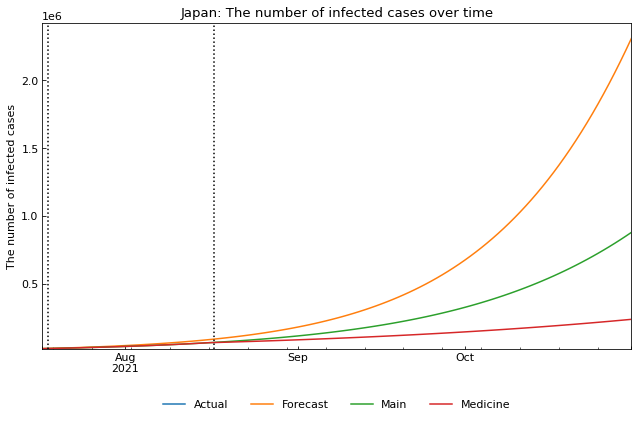 Japan: The number of infected cases over time
1e6
The number of infected cases
2.0
1.5
1.0
0.5
Aug
2021
Sep
Oct
Actual Forecast Main Medicine